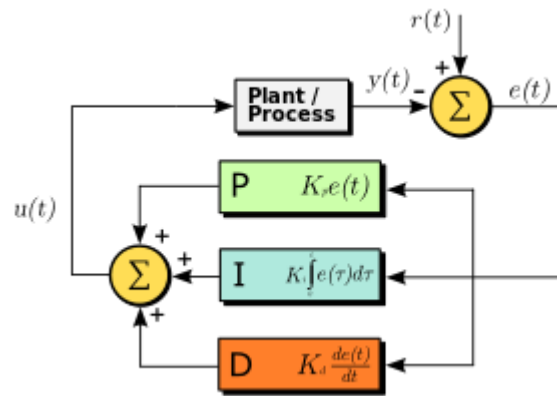 r(t)
+
Plant /
Process
y(t)
-
Σ
e(t)
P K_p e(t)
u(t)
+
Σ
+
I K_i ∫ e(τ)dτ
+
D K_d de(t)/dt